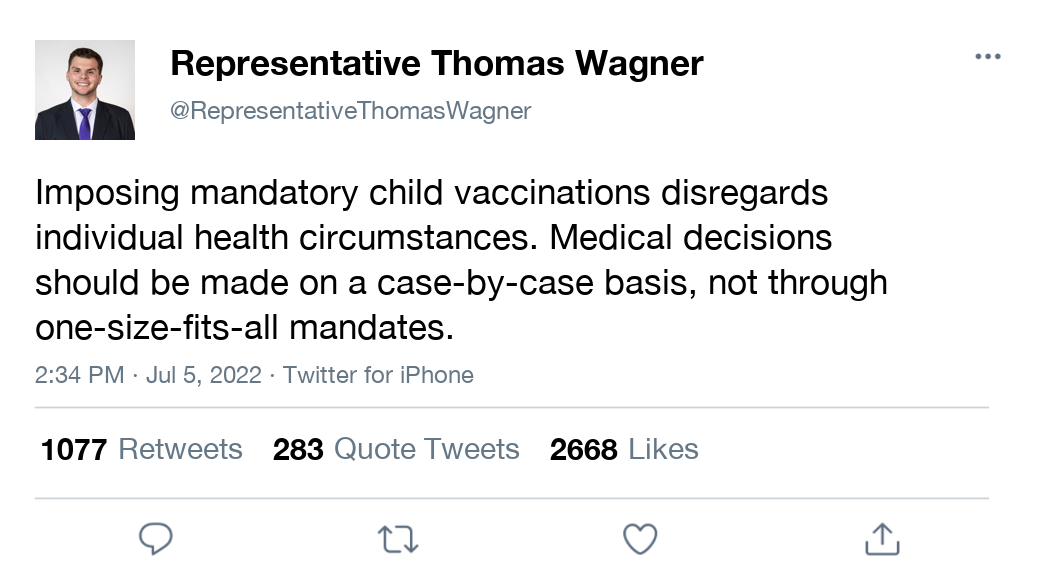 Representative Thomas Wagner
@RepresentativeThomasWagner
Imposing mandatory child vaccinations disregards
individual health circumstances. Medical decisions
should be made on a case-by-case basis, not through
one-size-fits-all mandates.
2:34 PM · Jul 5, 2022 · Twitter for iPhone
1077 Retweets 283 Quote Tweets 2668 Likes